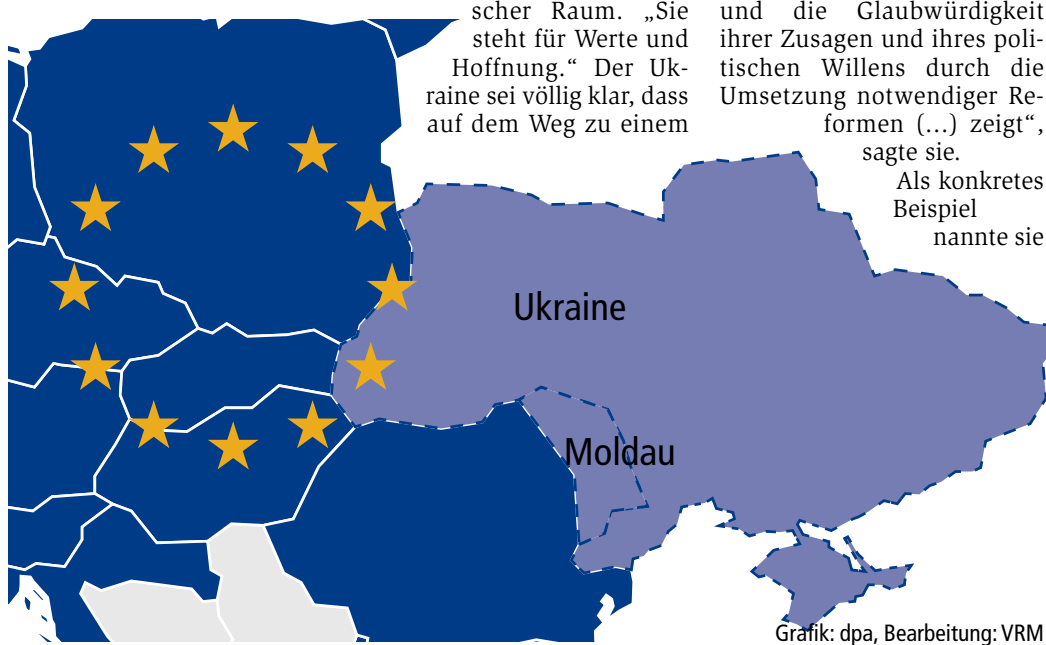 scher Raum. „Sie
steht für Werte und
Hoffnung.“ Der Uk-
raine sei völlig klar, dass
auf dem Weg zu einem
und die Glaubwürdigkeit
ihrer Zusagen und ihres poli-
tischen Willens durch die
Umsetzung notwendiger Re-
formen (...) zeigt“,
sagte sie.
Als konkretes
Beispiel
nannte sie
Ukraine
Moldau
Grafik: dpa, Bearbeitung: VRM